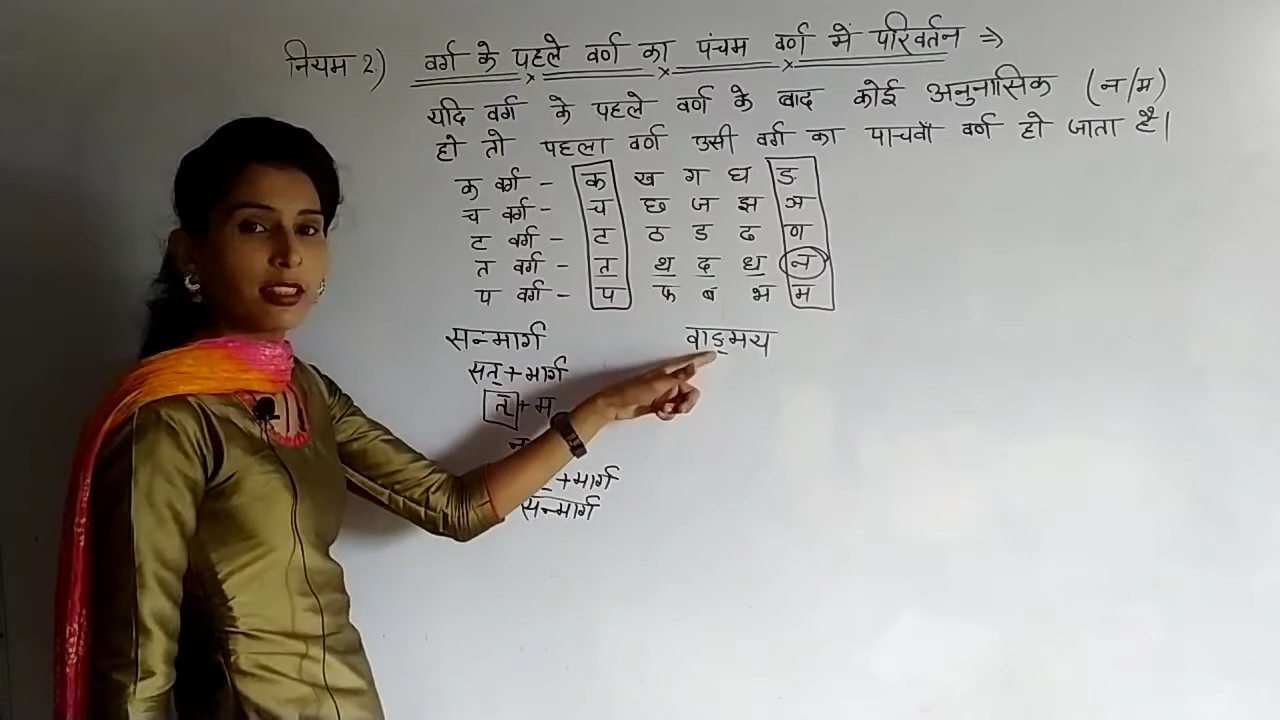 नियम 2) वर्ग के पहले वर्ण का पंचम वर्ण में परिवर्तन ⇒
यदि वर्ग के पहले वर्ण के बाद कोई अनुनासिक (न/म)
हो तो पहला वर्ण उसी वर्ग का पाचवाँ वर्ण हो जाता है।
क वर्ग - क ख ग घ ङ
च वर्ग - च छ ज झ ञ
ट वर्ग - ट ठ ड ढ ण
त वर्ग - त थ द ध न
प वर्ग - प फ ब भ म
सन्मार्ग वाङ्मय
सत् + मार्ग
त् + म
+ मार्ग
सन्मार्ग